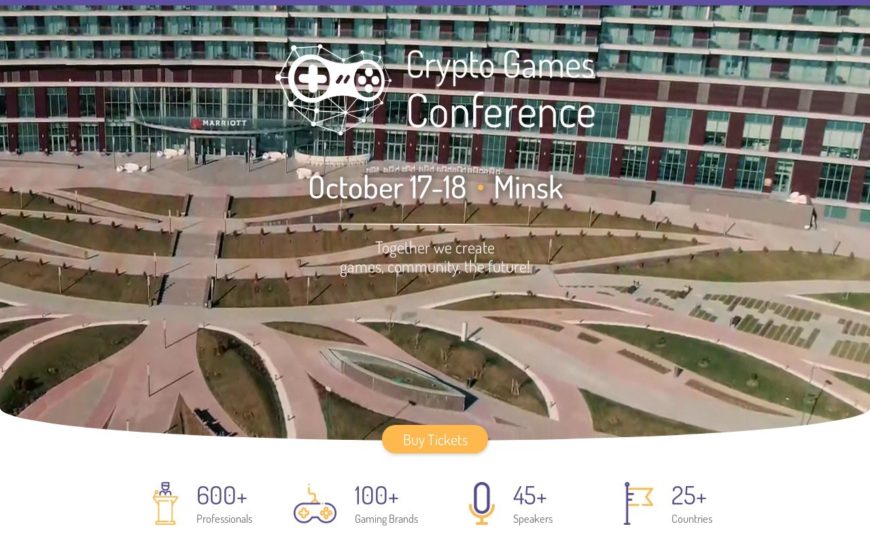 Crypto Games
Conference
MARRIOTT
October 17-18 • Minsk
Together we create
games, community, the future!
Buy Tickets
600+
Professionals
100+
Gaming Brands
45+
Speakers
25+
Countries